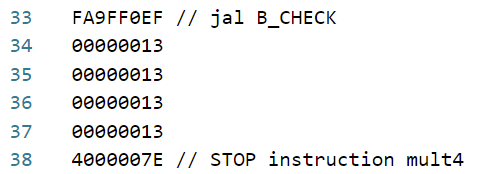 33 FA9FF0EF // jal B_CHECK
34 00000013
35 00000013
36 00000013
37 00000013
38 4000007E // STOP instruction mult4